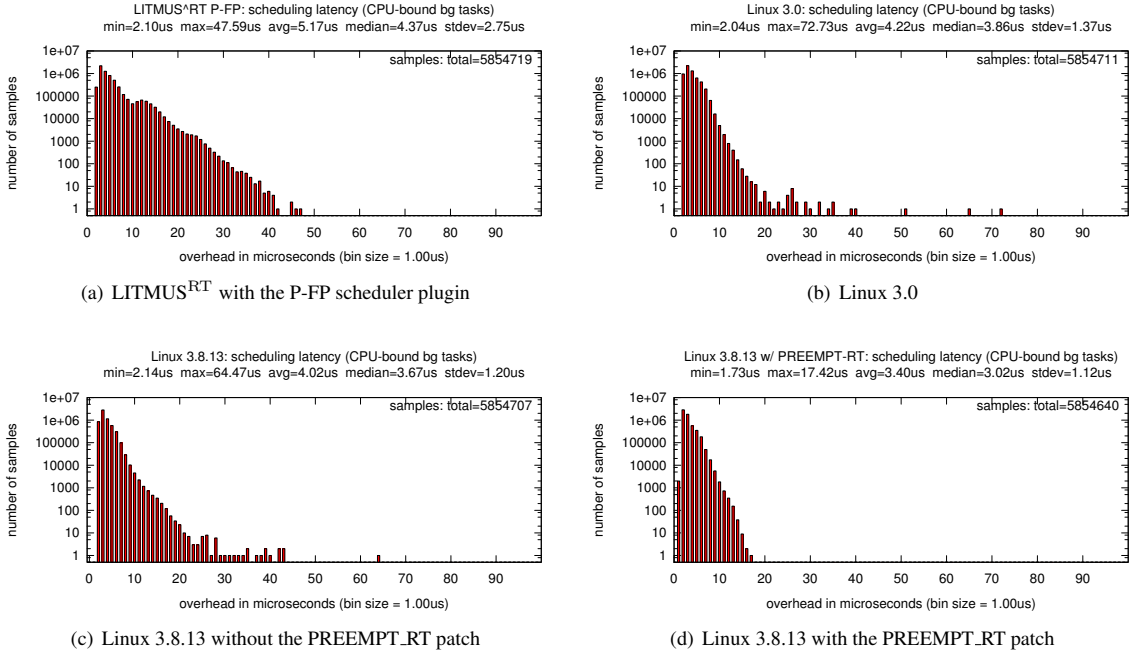 LITMUS^RT P-FP: scheduling latency (CPU-bound bg tasks)
min=2.10us max=47.59us avg=5.17us median=4.37us stdev=2.75us
samples: total=5854719
1e+07
1e+06
100000
10000
1000
100
10
1
number of samples
0 10 20 30 40 50 60 70 80 90
overhead in microseconds (bin size = 1.00us)
(a) LITMUS^RT with the P-FP scheduler plugin
Linux 3.0: scheduling latency (CPU-bound bg tasks)
min=2.04us max=72.73us avg=4.22us median=3.86us stdev=1.37us
samples: total=5854711
1e+07
1e+06
100000
10000
1000
100
10
1
number of samples
0 10 20 30 40 50 60 70 80 90
overhead in microseconds (bin size = 1.00us)
(b) Linux 3.0
Linux 3.8.13: scheduling latency (CPU-bound bg tasks)
min=2.14us max=64.47us avg=4.02us median=3.67us stdev=1.20us
samples: total=5854707
1e+07
1e+06
100000
10000
1000
100
10
1
number of samples
0 10 20 30 40 50 60 70 80 90
overhead in microseconds (bin size = 1.00us)
(c) Linux 3.8.13 without the PREEMPT_RT patch
Linux 3.8.13 w/ PREEMPT-RT: scheduling latency (CPU-bound bg tasks)
min=1.73us max=17.42us avg=3.40us median=3.02us stdev=1.12us
samples: total=5854640
1e+07
1e+06
100000
10000
1000
100
10
1
number of samples
0 10 20 30 40 50 60 70 80 90
overhead in microseconds (bin size = 1.00us)
(d) Linux 3.8.13 with the PREEMPT_RT patch